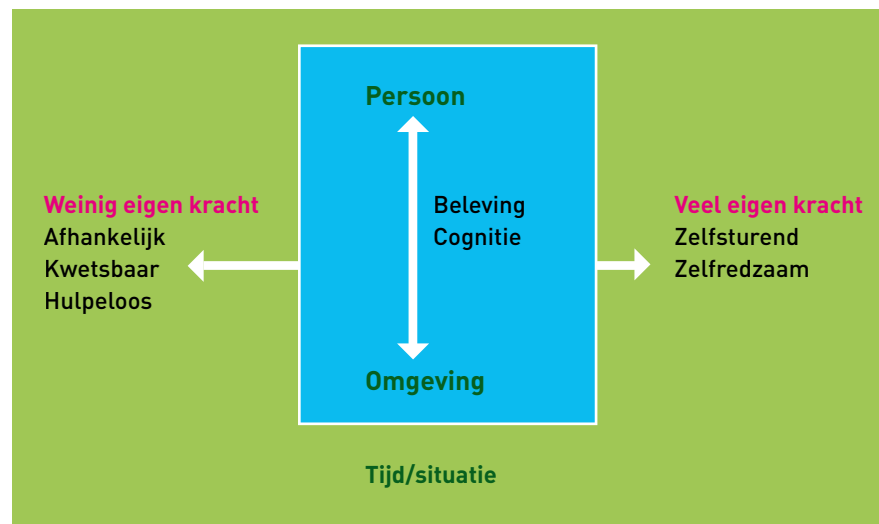 Persoon
Weinig eigen kracht
Afhankelijk
Kwetsbaar
Hulpeloos
Beleving
Cognitie
Veel eigen kracht
Zelfsturend
Zelfredzaam
Omgeving
Tijd/situatie